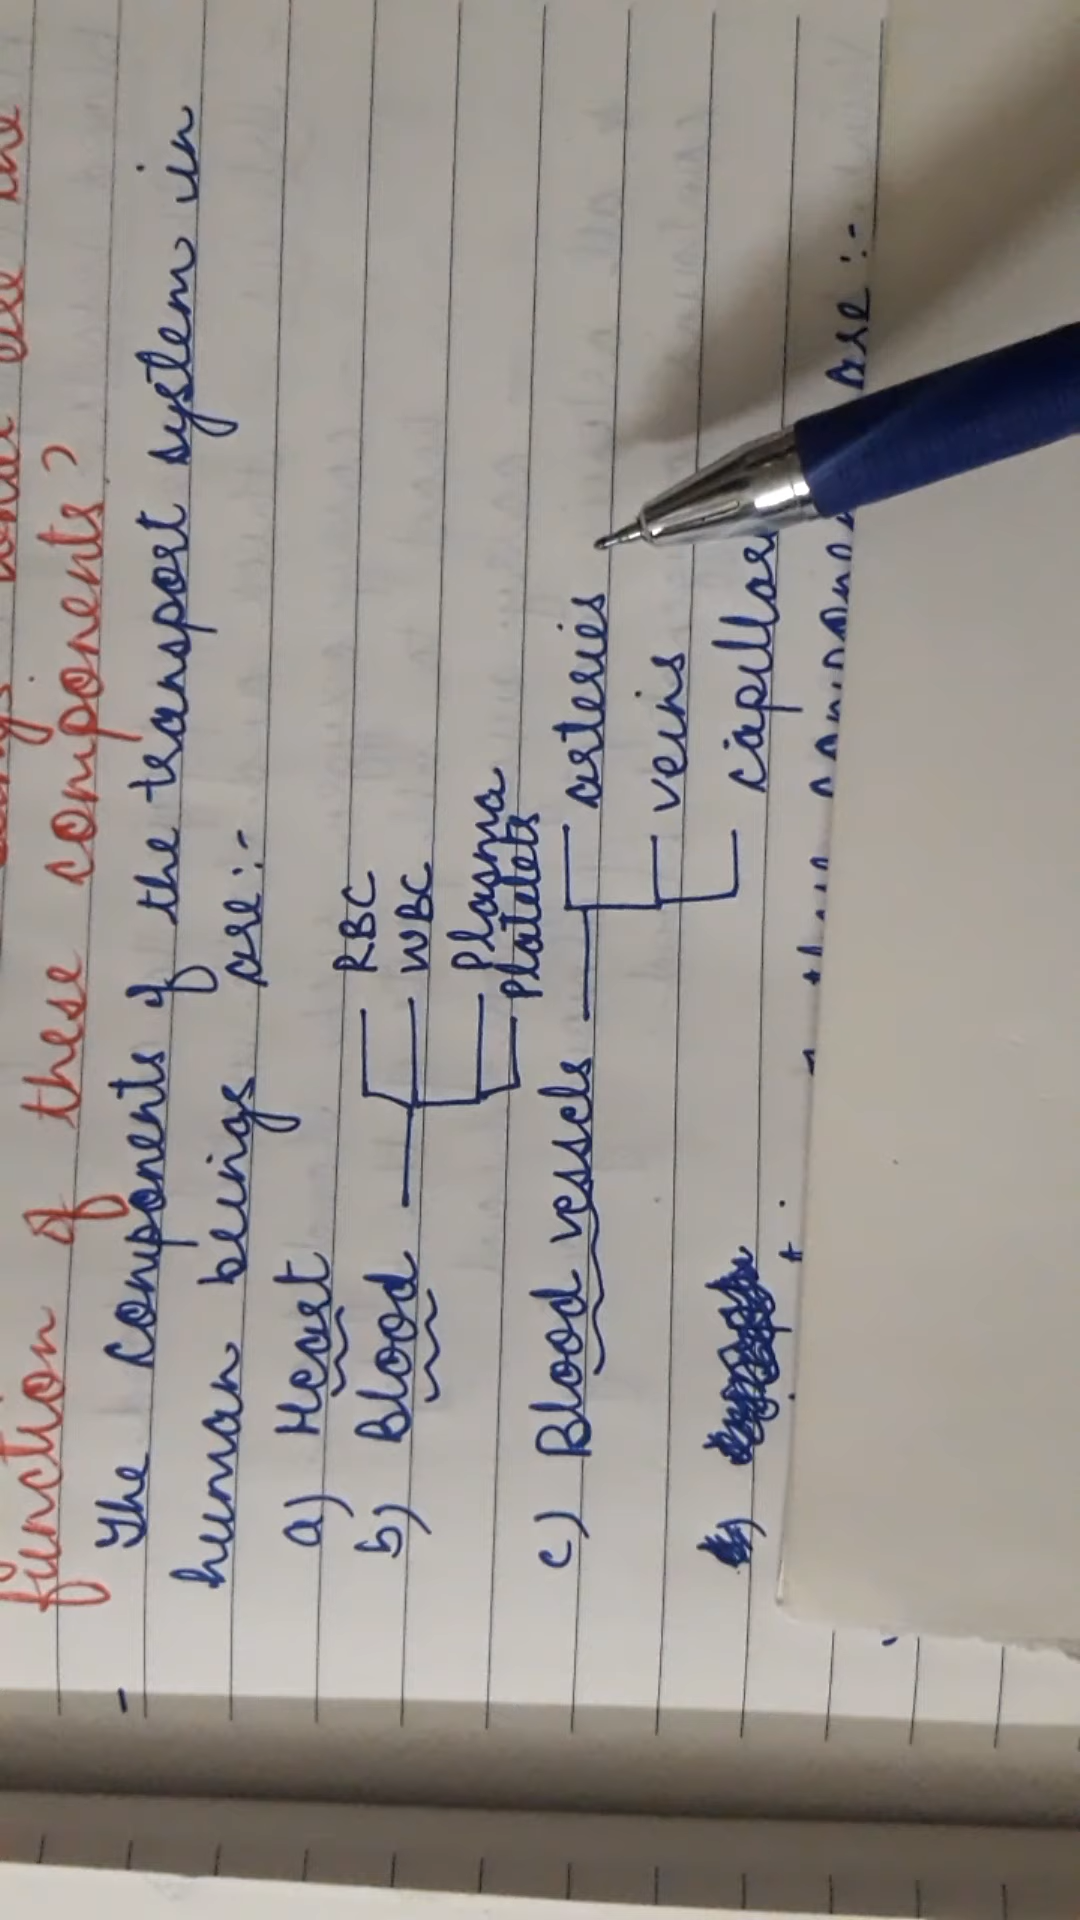 function of these components?
- The components of the transport system in
human beings are :-
a) Heart
b) Blood
RBC
WBC
Plasma
Platelets
c) Blood vessels
arteries
veins
are :-